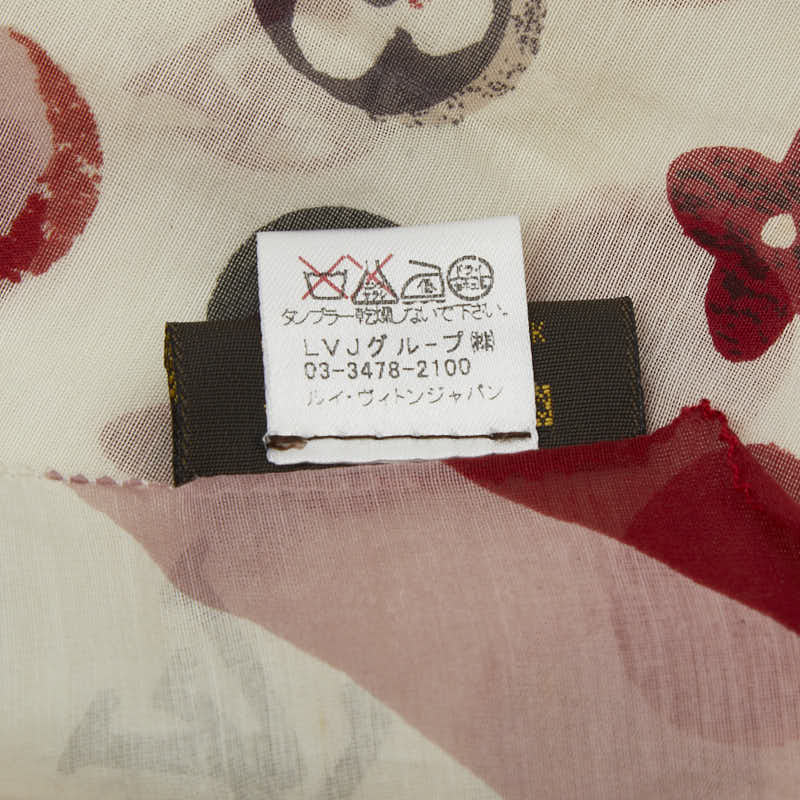 タンブラー乾燥しないで下さい。
LVJグループ㈱
03-3478-2100
ルイ・ヴィトンジャパン